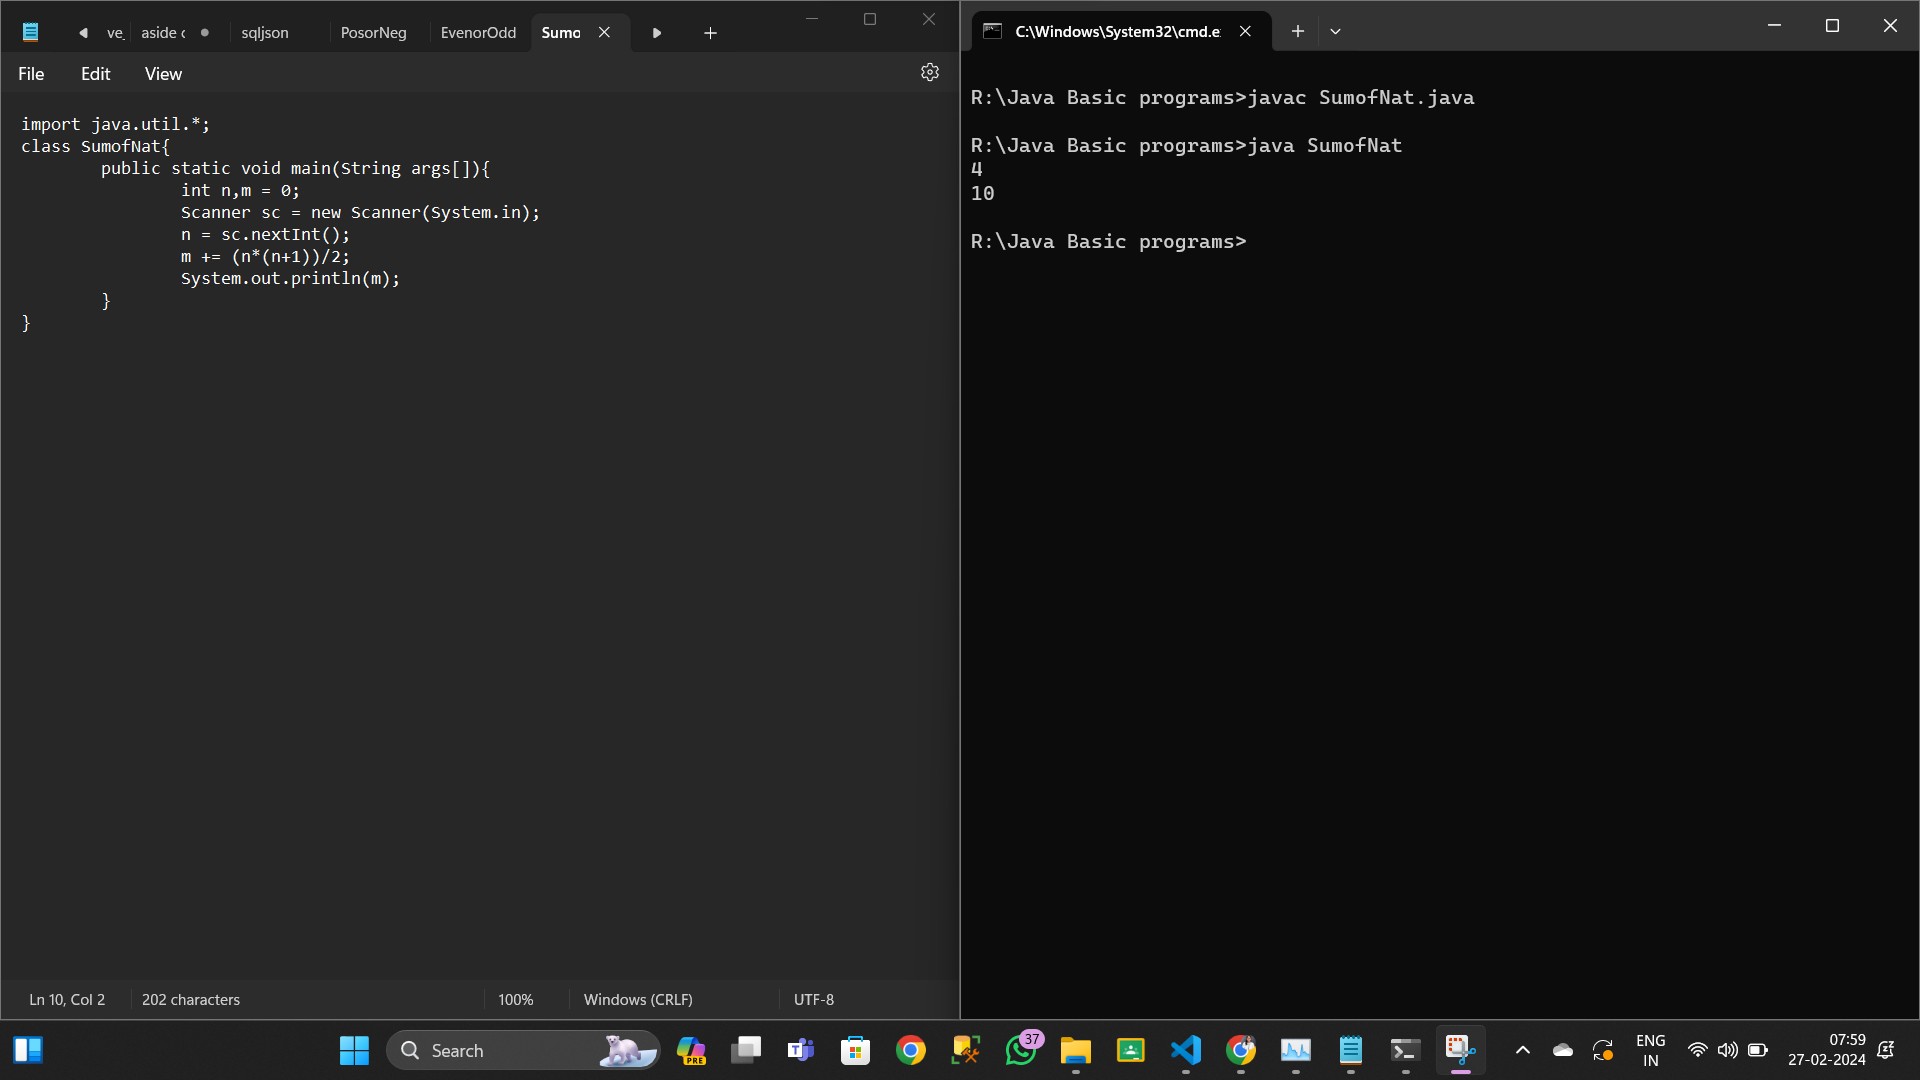 ve_ aside c sqljson PosorNeg EvenorOdd Sumo
File Edit View
import java.util.*;
class SumofNat{
public static void main(String args[]){
int n,m = 0;
Scanner sc = new Scanner(System.in);
n = sc.nextInt();
m += (n*(n+1))/2;
System.out.println(m);
}
}
Ln 10, Col 2 202 characters 100% Windows (CRLF) UTF-8
C:\Windows\System32\cmd.e
R:\Java Basic programs>javac SumofNat.java
R:\Java Basic programs>java SumofNat
4
10
R:\Java Basic programs>
Search PRE 37
ENG
IN
07:59
27-02-2024